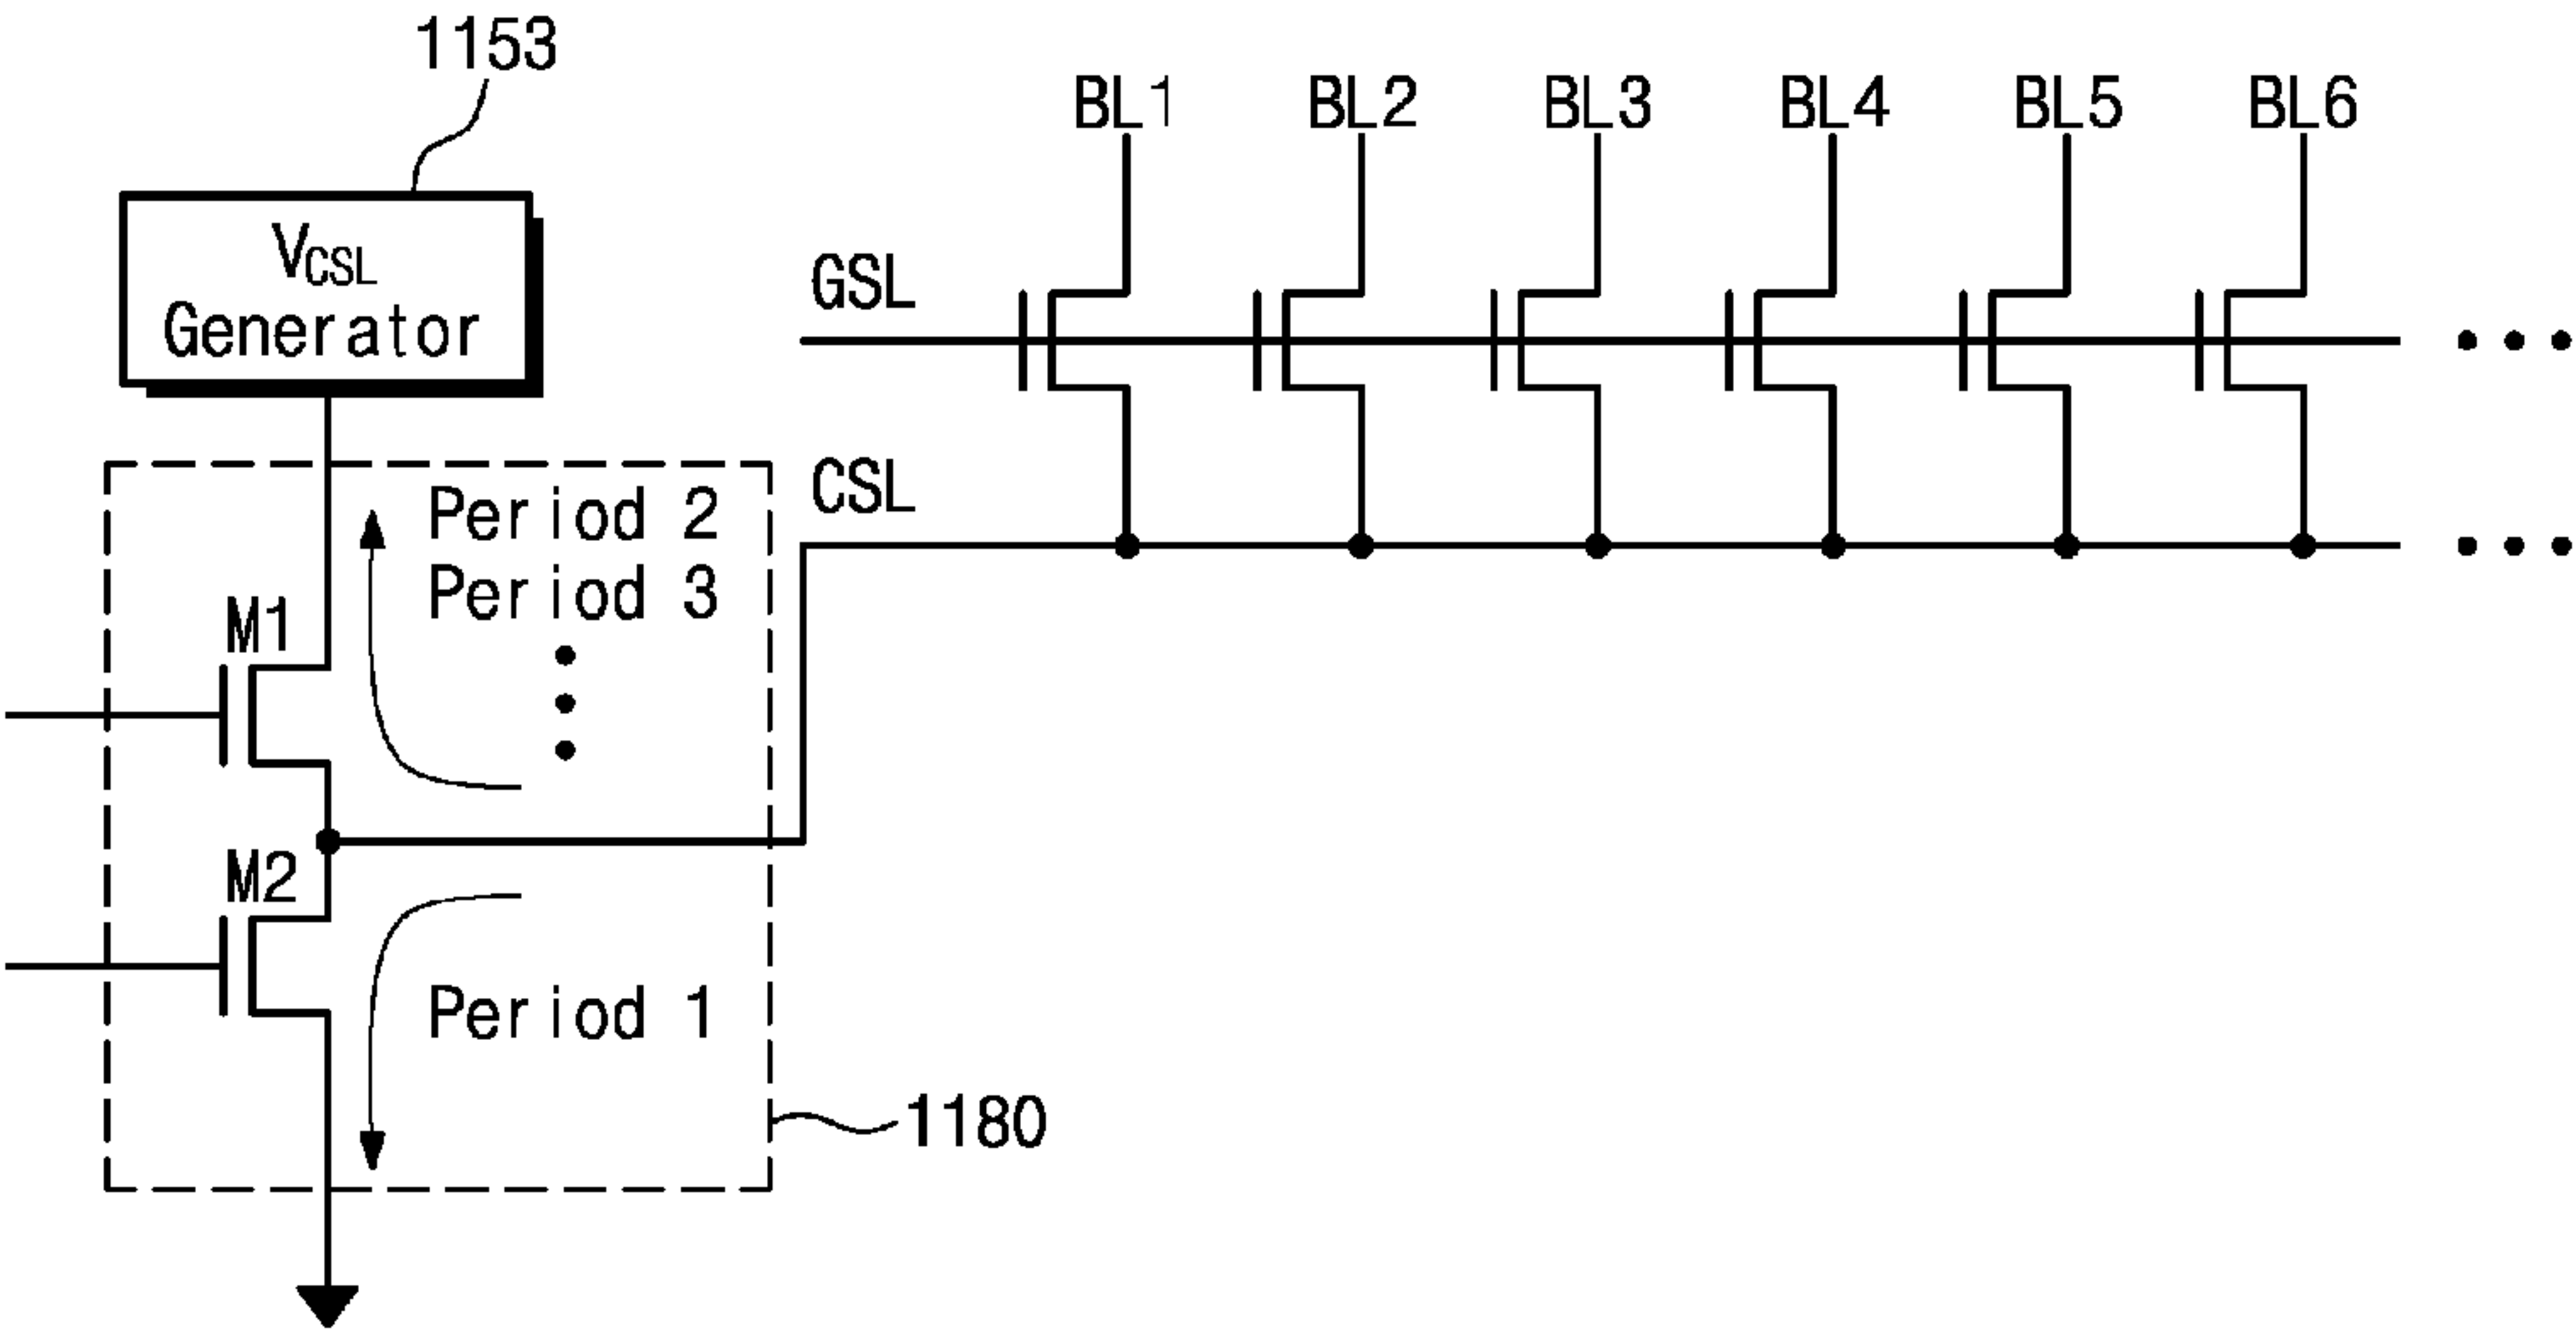 1153
BL1 BL2 BL3 BL4 BL5 BL6
VCSL
Generator
GSL
CSL
Period 2
Period 3
M1
M2
Period 1
1180